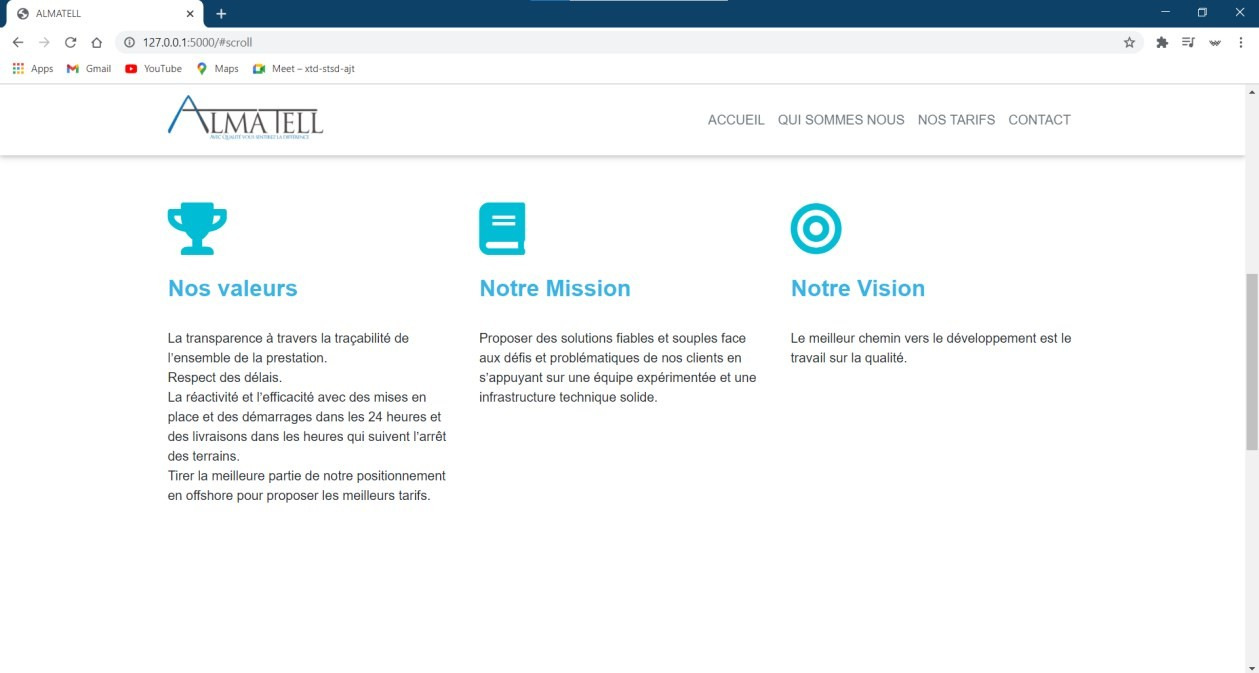 ALMATELL
127.0.0.1:5000/#scroll
Apps
Gmail
YouTube
Maps
Meet – xtd-stsd-ajt
ALMATELL
AVEC QUALITÉ VOUS SENTIREZ LA DIFFÉRENCE
ACCUEIL
QUI SOMMES NOUS
NOS TARIFS
CONTACT
Nos valeurs
La transparence à travers la traçabilité de
l'ensemble de la prestation.
Respect des délais.
La réactivité et l'efficacité avec des mises en
place et des démarrages dans les 24 heures et
des livraisons dans les heures qui suivent l'arrêt
des terrains.
Tirer la meilleure partie de notre positionnement
en offshore pour proposer les meilleurs tarifs.
Notre Mission
Proposer des solutions fiables et souples face
aux défis et problématiques de nos clients en
s'appuyant sur une équipe expérimentée et une
infrastructure technique solide.
Notre Vision
Le meilleur chemin vers le développement est le
travail sur la qualité.